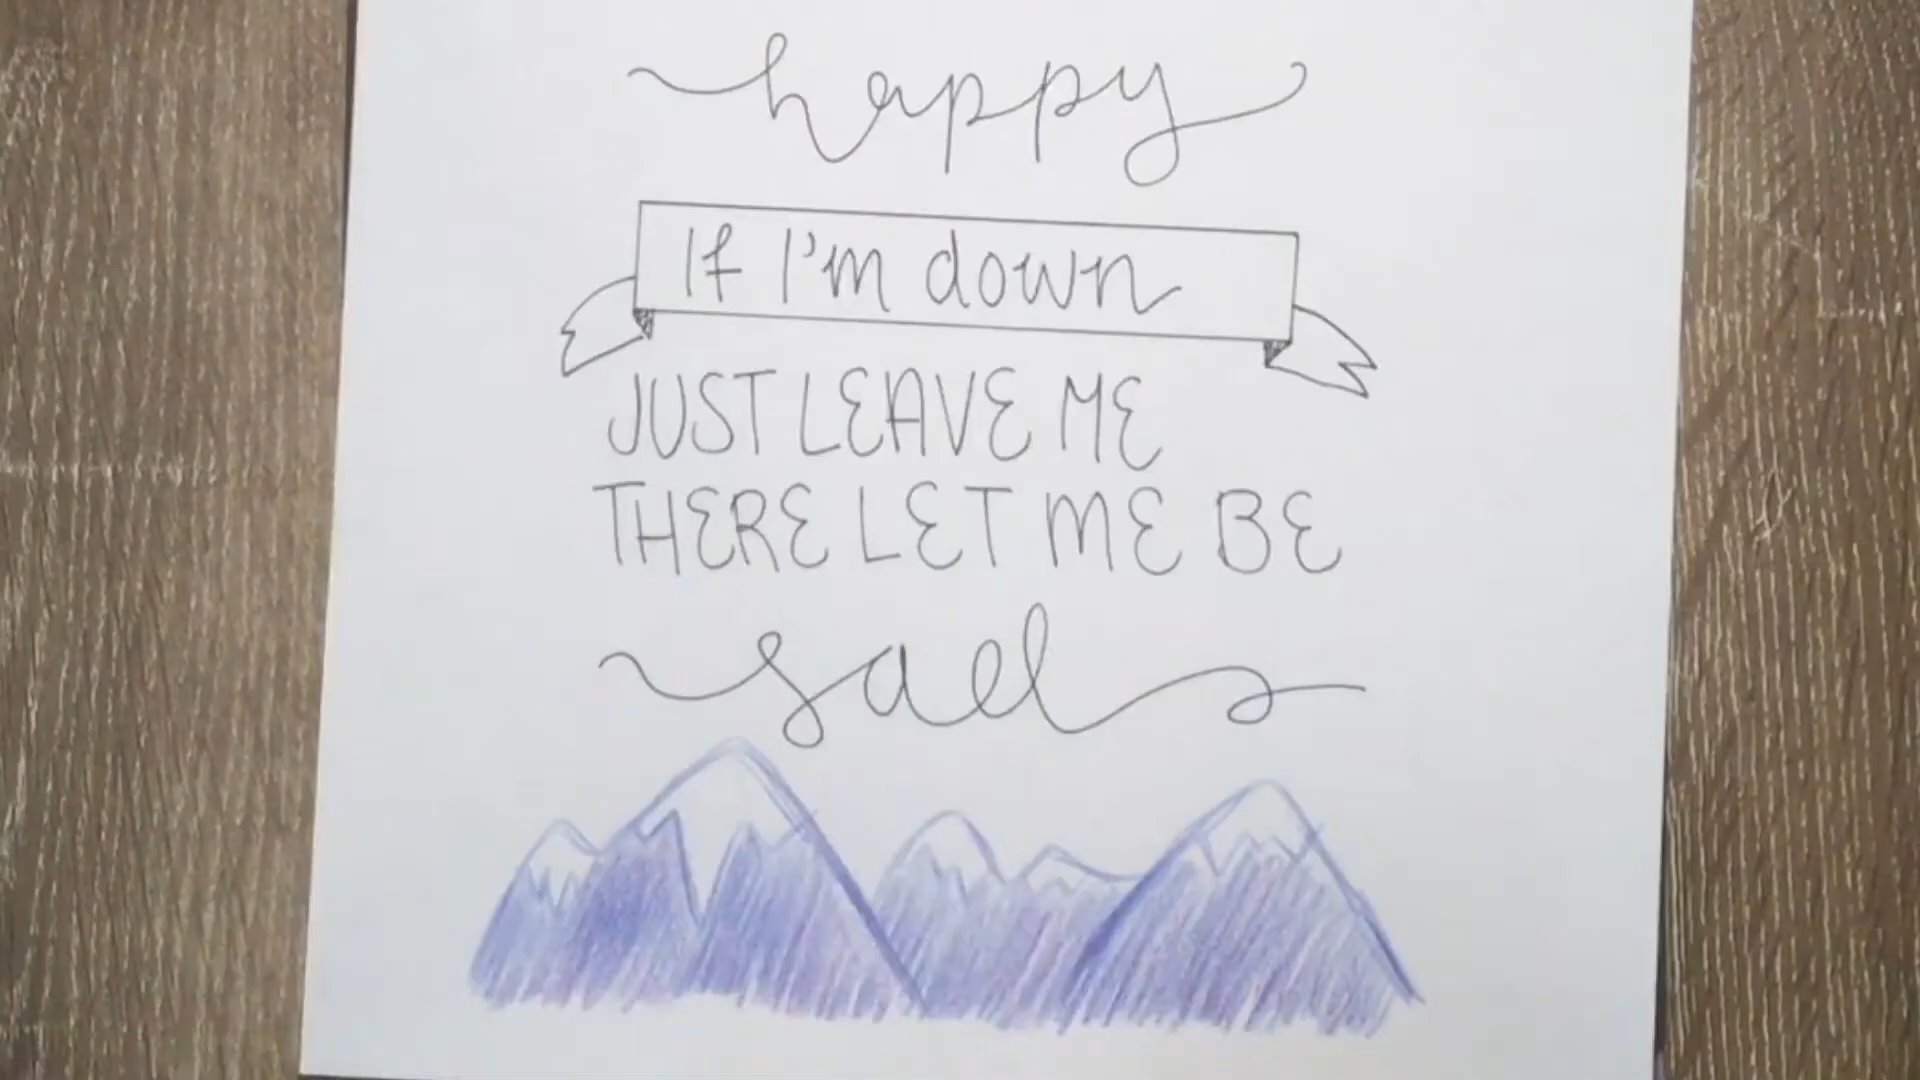 happy
If I'm down
JUST LEAVE ME
THERE LET ME BE
sad